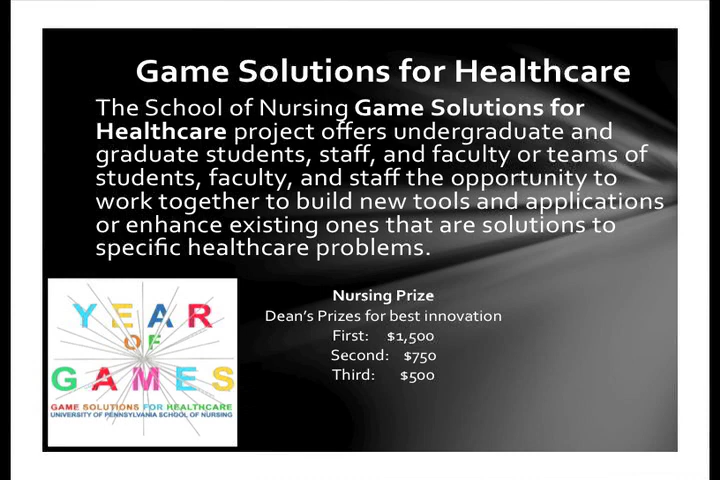 Game Solutions for Healthcare
The School of Nursing Game Solutions for
Healthcare project offers undergraduate and
graduate students, staff, and faculty or teams of
students, faculty, and staff the opportunity to
work together to build new tools and applications
or enhance existing ones that are solutions to
specific healthcare problems.
Nursing Prize
Dean’s Prizes for best innovation
First: $1,500
Second: $750
Third: $500
YEAR
OF
GAMES
GAME SOLUTIONS FOR HEALTHCARE
UNIVERSITY OF PENNSYLVANIA SCHOOL OF NURSING